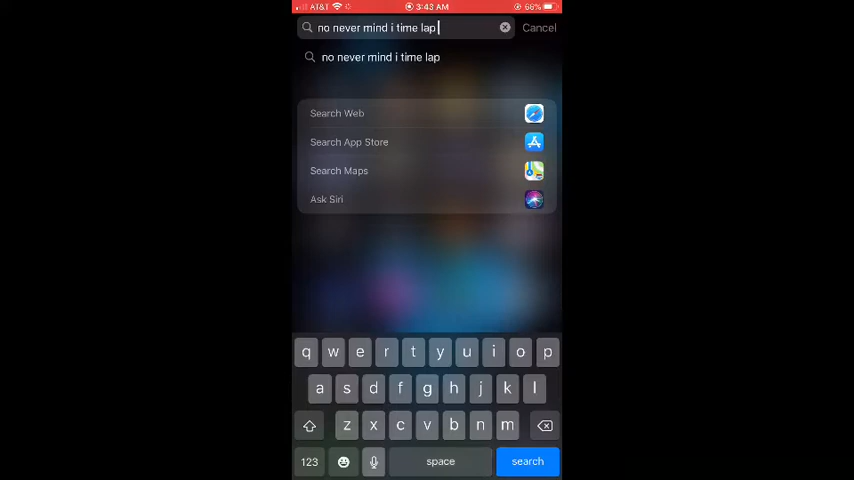 AT&T 3:43 AM 66%
no never mind i time lap Cancel
no never mind i time lap
Search Web
Search App Store
Search Maps
Ask Siri
q w e r t y u i o p
a s d f g h j k l
z x c v b n m
123 space search